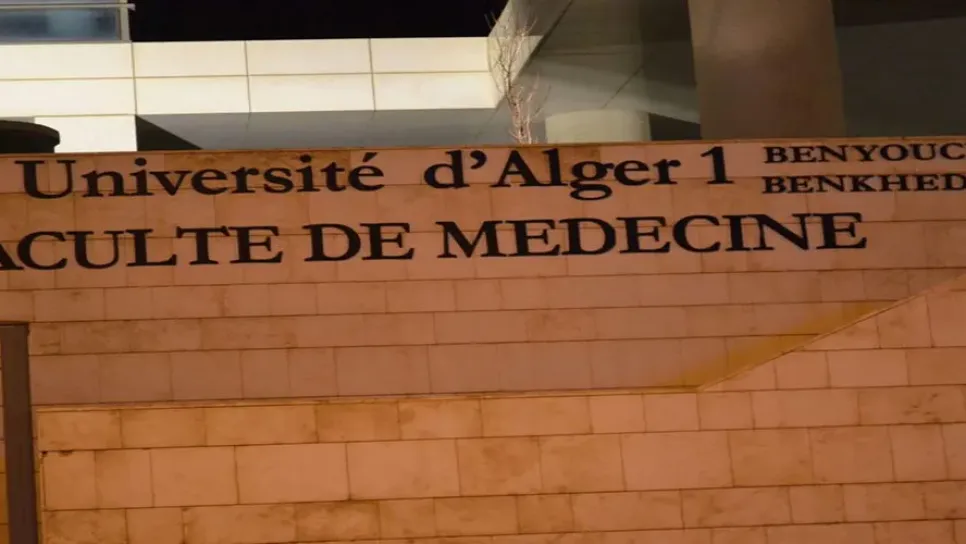 Université d'Alger 1
BENYOUC
BENKHED
ACULTE DE MEDECINE